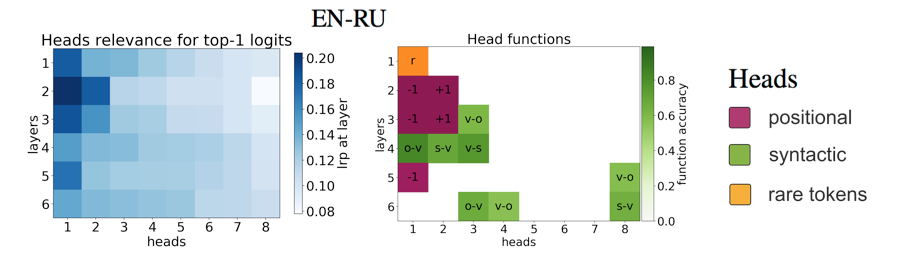 EN-RU
Heads relevance for top-1 logits
layers
1
2
3
4
5
6
1 2 3 4 5 6 7 8
heads
0.20
0.18
0.16
0.14
0.12
0.10
0.08
lrp at layer
Head functions
layers
1 r
2 -1 +1
3 -1 +1 v-o
4 o-v s-v v-s
5 -1 v-o
6 o-v v-o s-v
1 2 3 4 5 6 7 8
heads
0.8
0.6
0.4
0.2
0.0
function accuracy
Heads
positional
syntactic
rare tokens